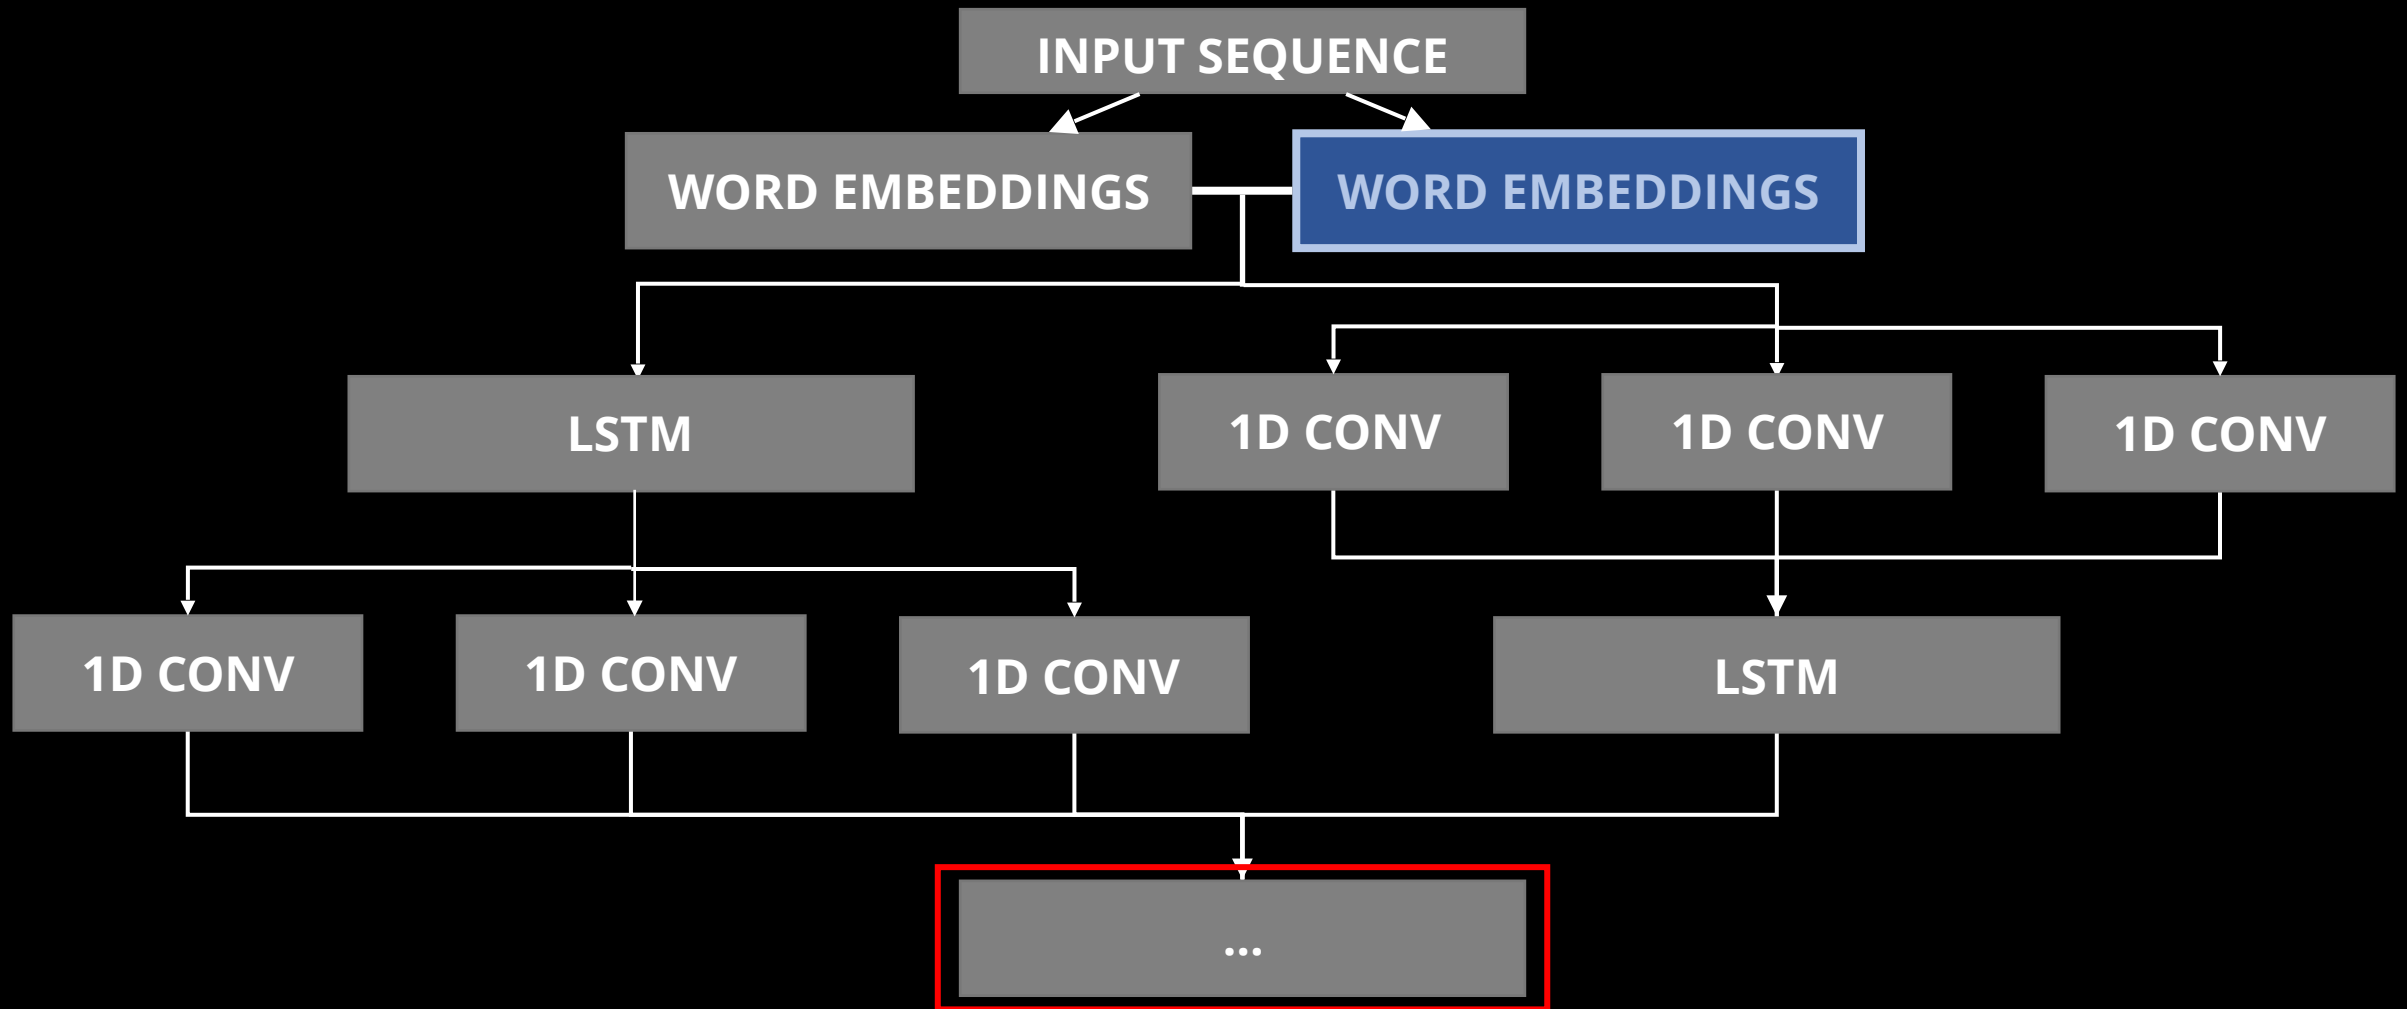 INPUT SEQUENCE
WORD EMBEDDINGS
WORD EMBEDDINGS
LSTM
1D CONV
1D CONV
1D CONV
1D CONV
1D CONV
1D CONV
LSTM
...